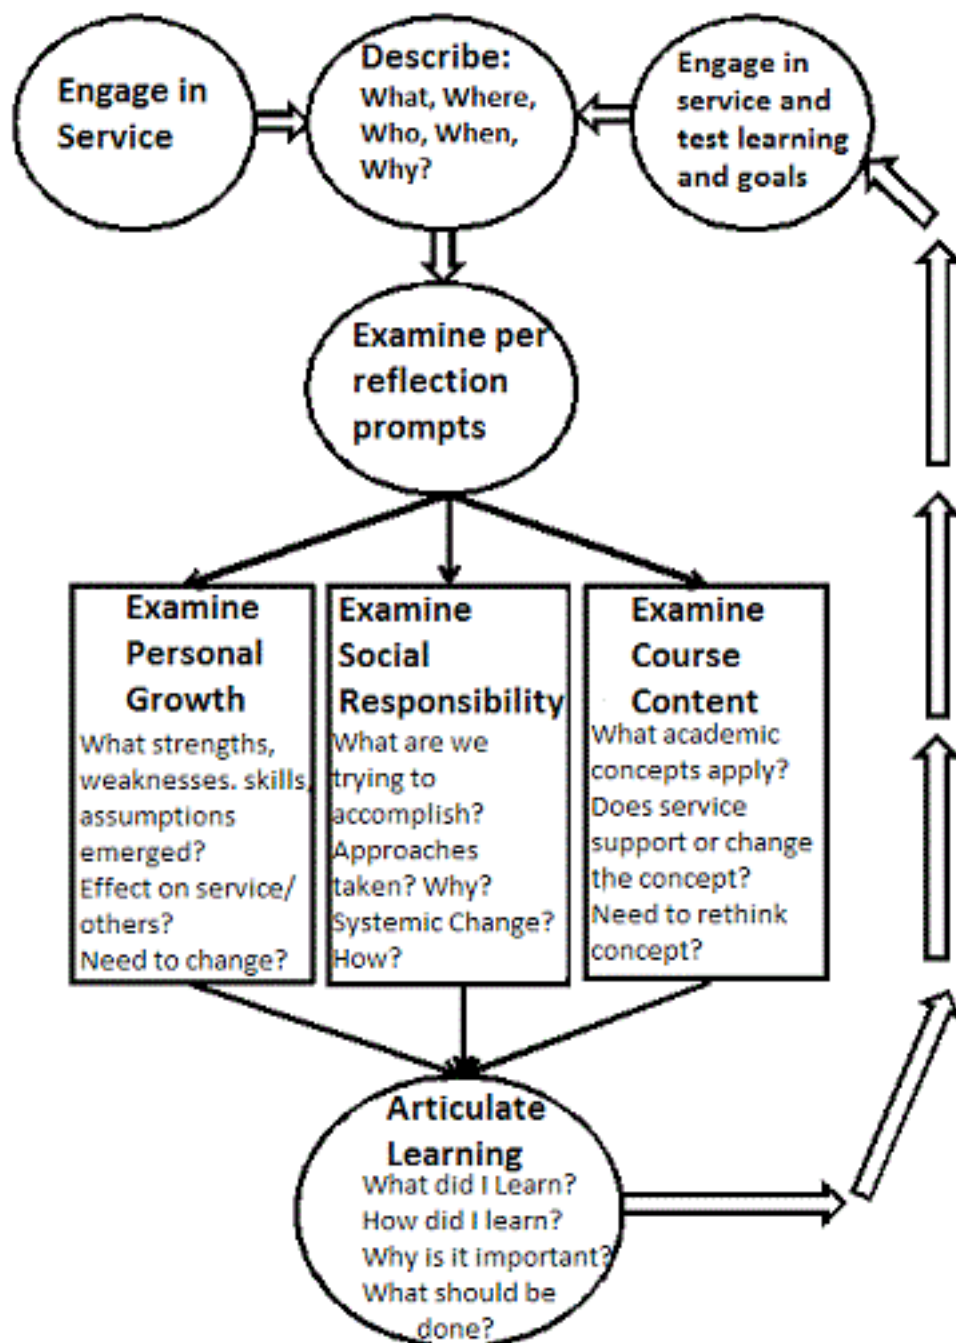 Engage in
Service
Describe:
What, Where,
Who, When,
Why?
Engage in
service and
test learning
and goals
Examine per
reflection
prompts
Examine
Personal
Growth
What strengths,
weaknesses. skills,
assumptions
emerged?
Effect on service/
others?
Need to change?
Examine
Social
Responsibility
What are we
trying to
accomplish?
Approaches
taken? Why?
Systemic Change?
How?
Examine
Course
Content
What academic
concepts apply?
Does service
support or change
the concept?
Need to rethink
concept?
Articulate
Learning
What did I Learn?
How did I learn?
Why is it important?
What should be
done?